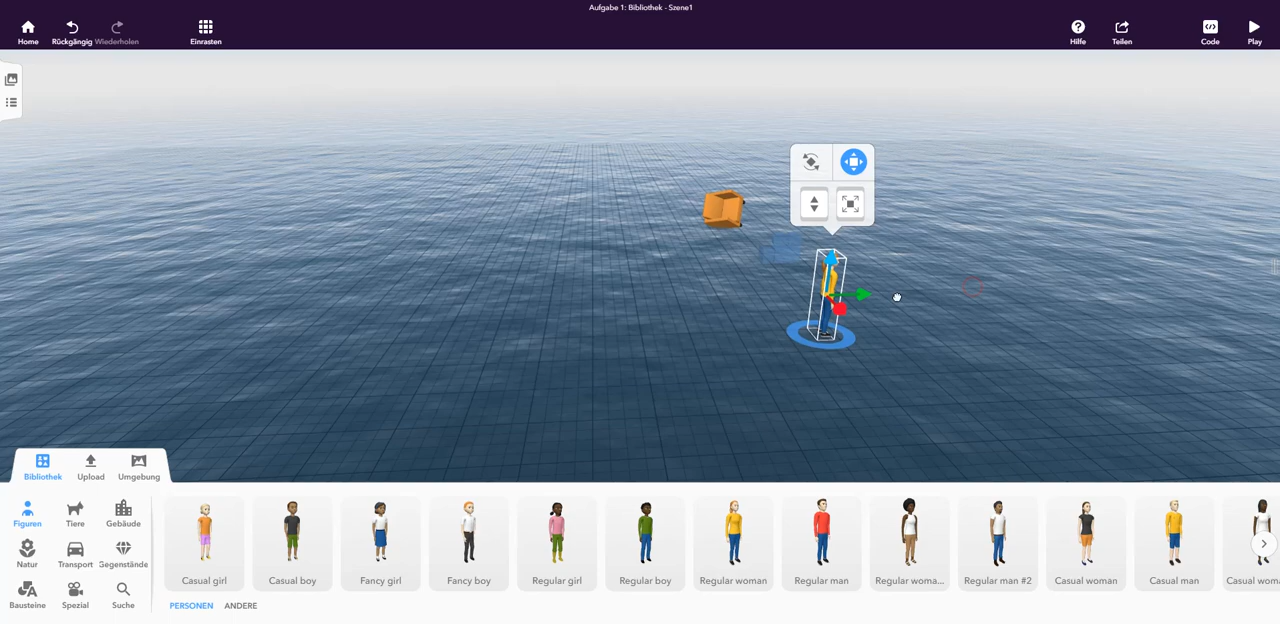 Aufgabe 1: Bibliothek - Szene1
Home
Rückgängig
Wiederholen
Einrasten
Hilfe
Teilen
Code
Play
Bibliothek
Upload
Umgebung
Figuren
Tiere
Gebäude
Natur
Transport
Gegenstände
Bausteine
Spezial
Suche
Casual girl
Casual boy
Fancy girl
Fancy boy
Regular girl
Regular boy
Regular woman
Regular man
Regular woma...
Regular man #2
Casual woman
Casual man
Casual wom
PERSONEN
ANDERE